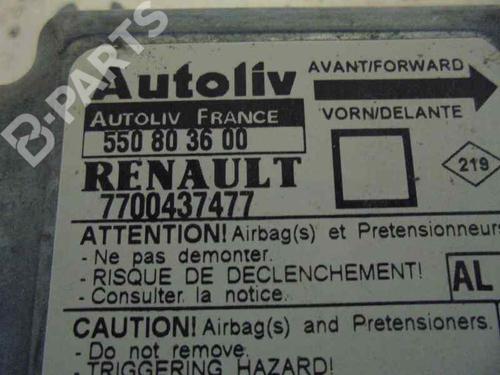 Autoliv
AVANT/FORWARD
AUTOLIV FRANCE
VORN/DELANTE
550 80 36 00
RENAULT
219
7700437477
ATTENTION! Airbag(s) et Pretensionneurs
- Ne pas demonter.
- RISQUE DE DECLENCHEMENT!
- Consulter la notice.
AL
CAUTION! Airbag(s) and Pretensioners.
- Do not remove.
- TRIGGERING HAZARD!
B-PARTS